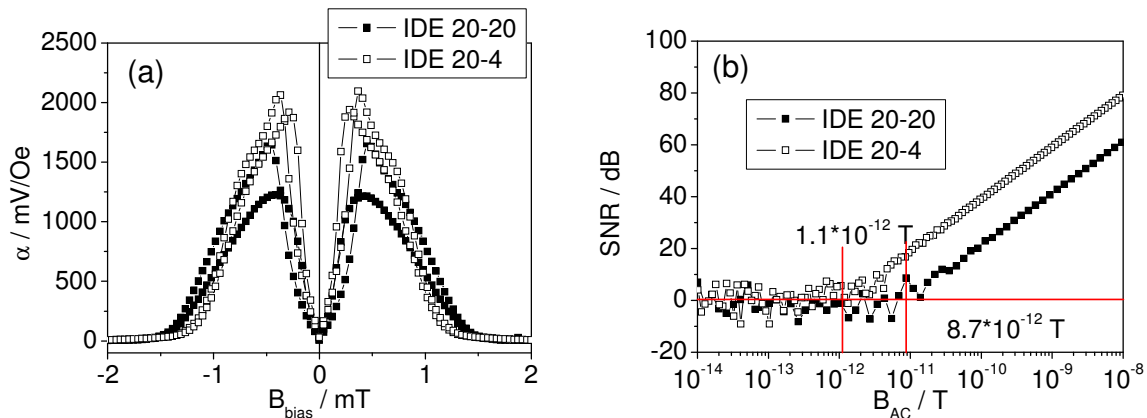 IDE 20-20
IDE 20-4
(a)
2500
2000
1500
1000
500
0
α / mV/Oe
-2
-1
0
1
2
B_bias / mT
100
80
60
40
20
0
-20
SNR / dB
(b)
IDE 20-20
IDE 20-4
1.1*10^-12 T
8.7*10^-12 T
10^-14
10^-13
10^-12
10^-11
10^-10
10^-9
10^-8
B_AC / T